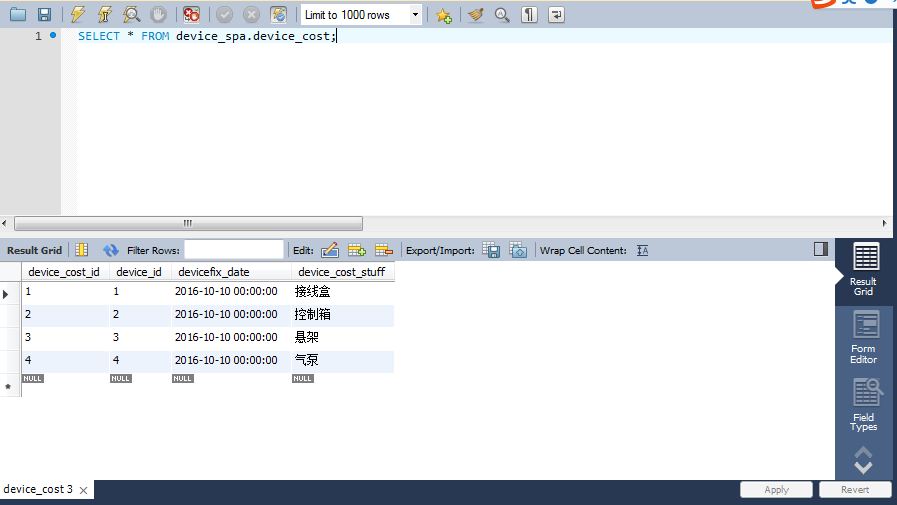 Limit to 1000 rows
1 SELECT * FROM device_spa.device_cost;
Result Grid Filter Rows: Edit: Export/Import: Wrap Cell Content:
device_cost_id device_id devicefix_date device_cost_stuff
1 1 2016-10-10 00:00:00 接线盒
2 2 2016-10-10 00:00:00 控制箱
3 3 2016-10-10 00:00:00 悬架
4 4 2016-10-10 00:00:00 气泵
NULL NULL NULL NULL
Result
Grid
Form
Editor
Field
Types
device_cost 3
Apply Revert